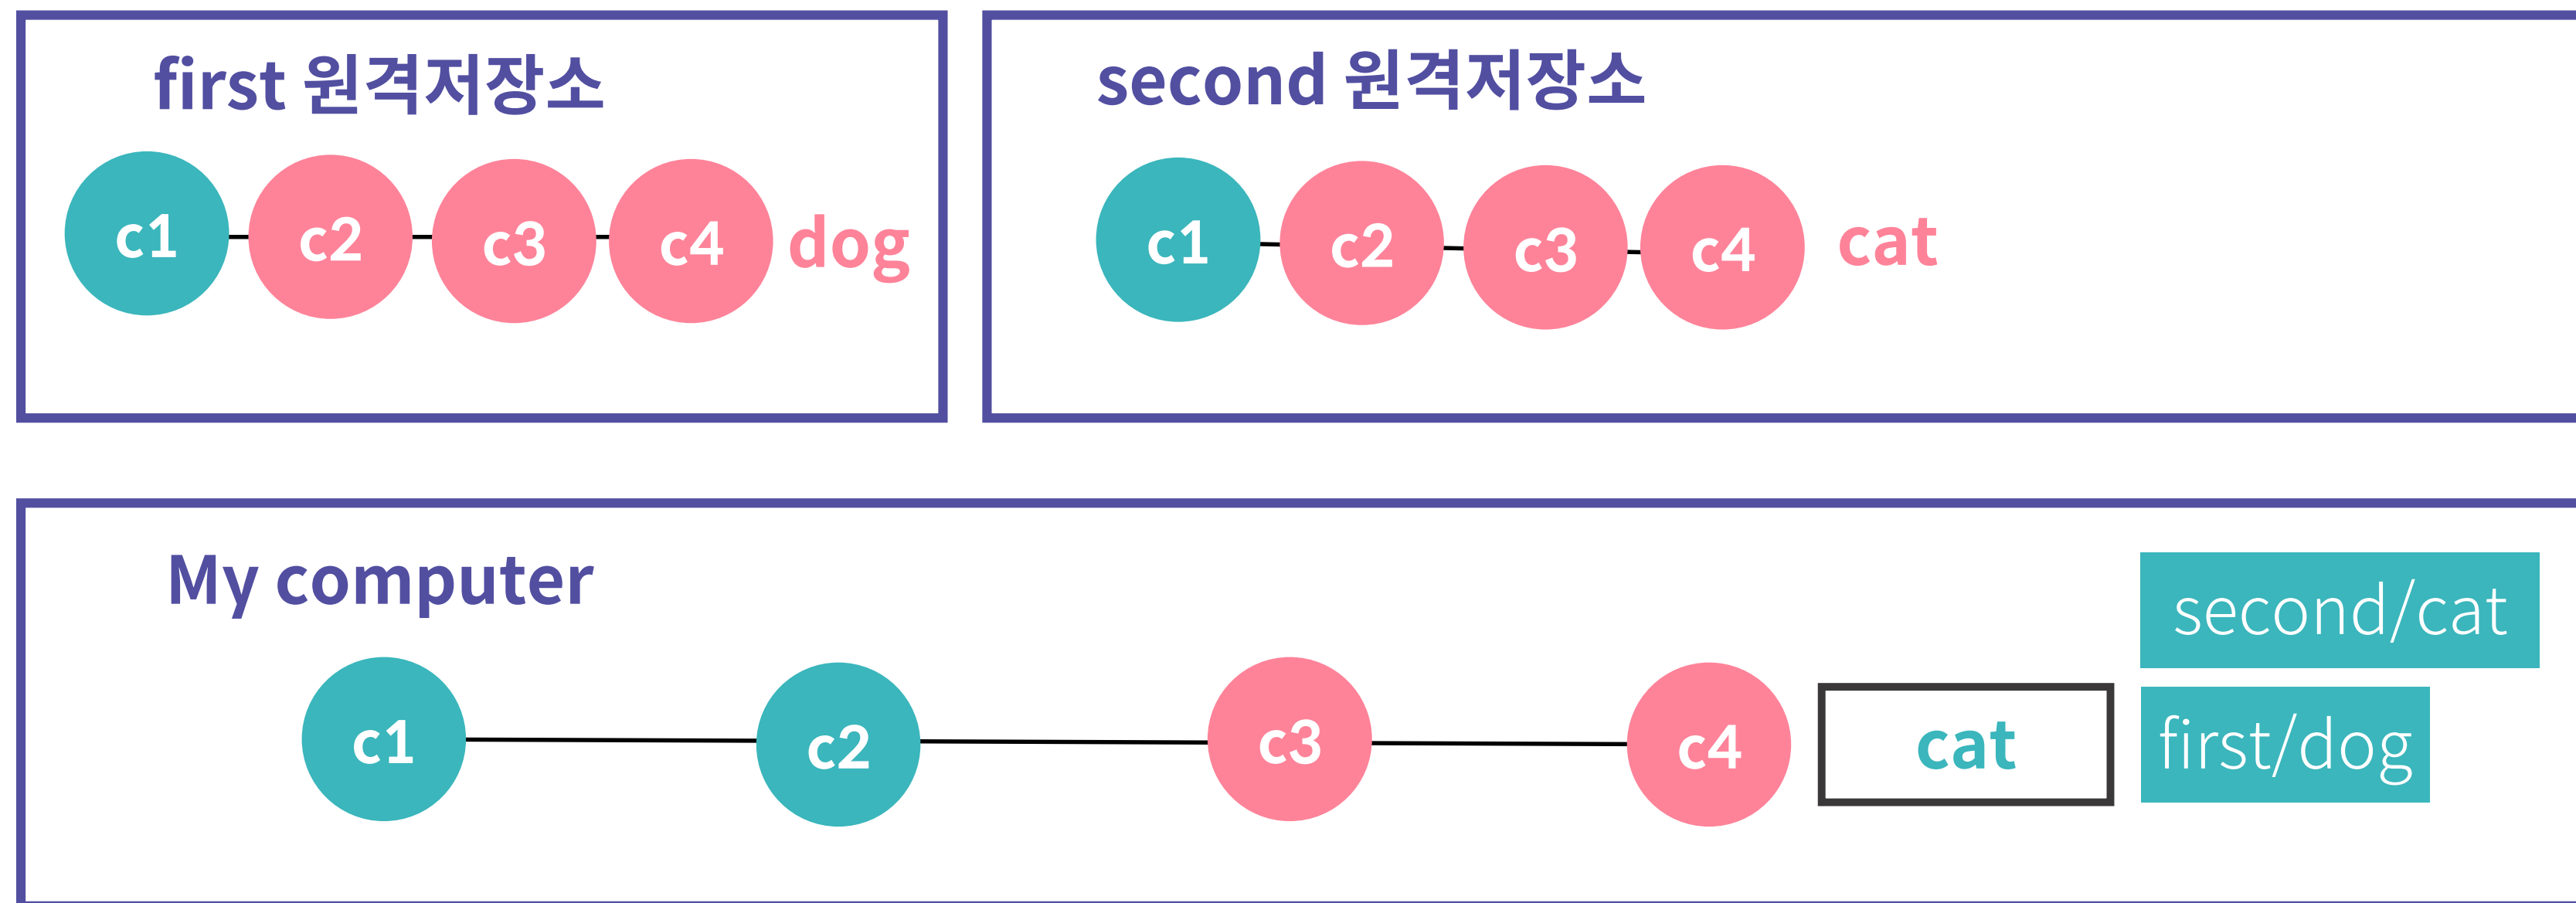 first 원격저장소
c1 c2 c3 c4 dog
second 원격저장소
c1 c2 c3 c4 cat
My computer
c1 c2 c3 c4 cat
second/cat
first/dog